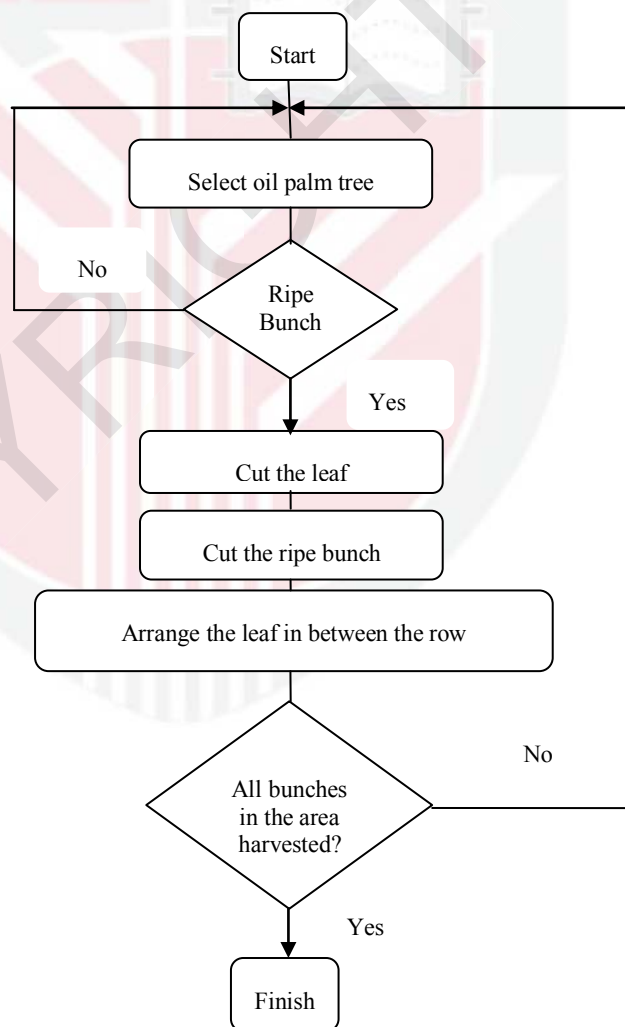 Start
Select oil palm tree
No
Ripe
Bunch
Yes
Cut the leaf
Cut the ripe bunch
Arrange the leaf in between the row
No
All bunches
in the area
harvested?
Yes
Finish
YRIGHT